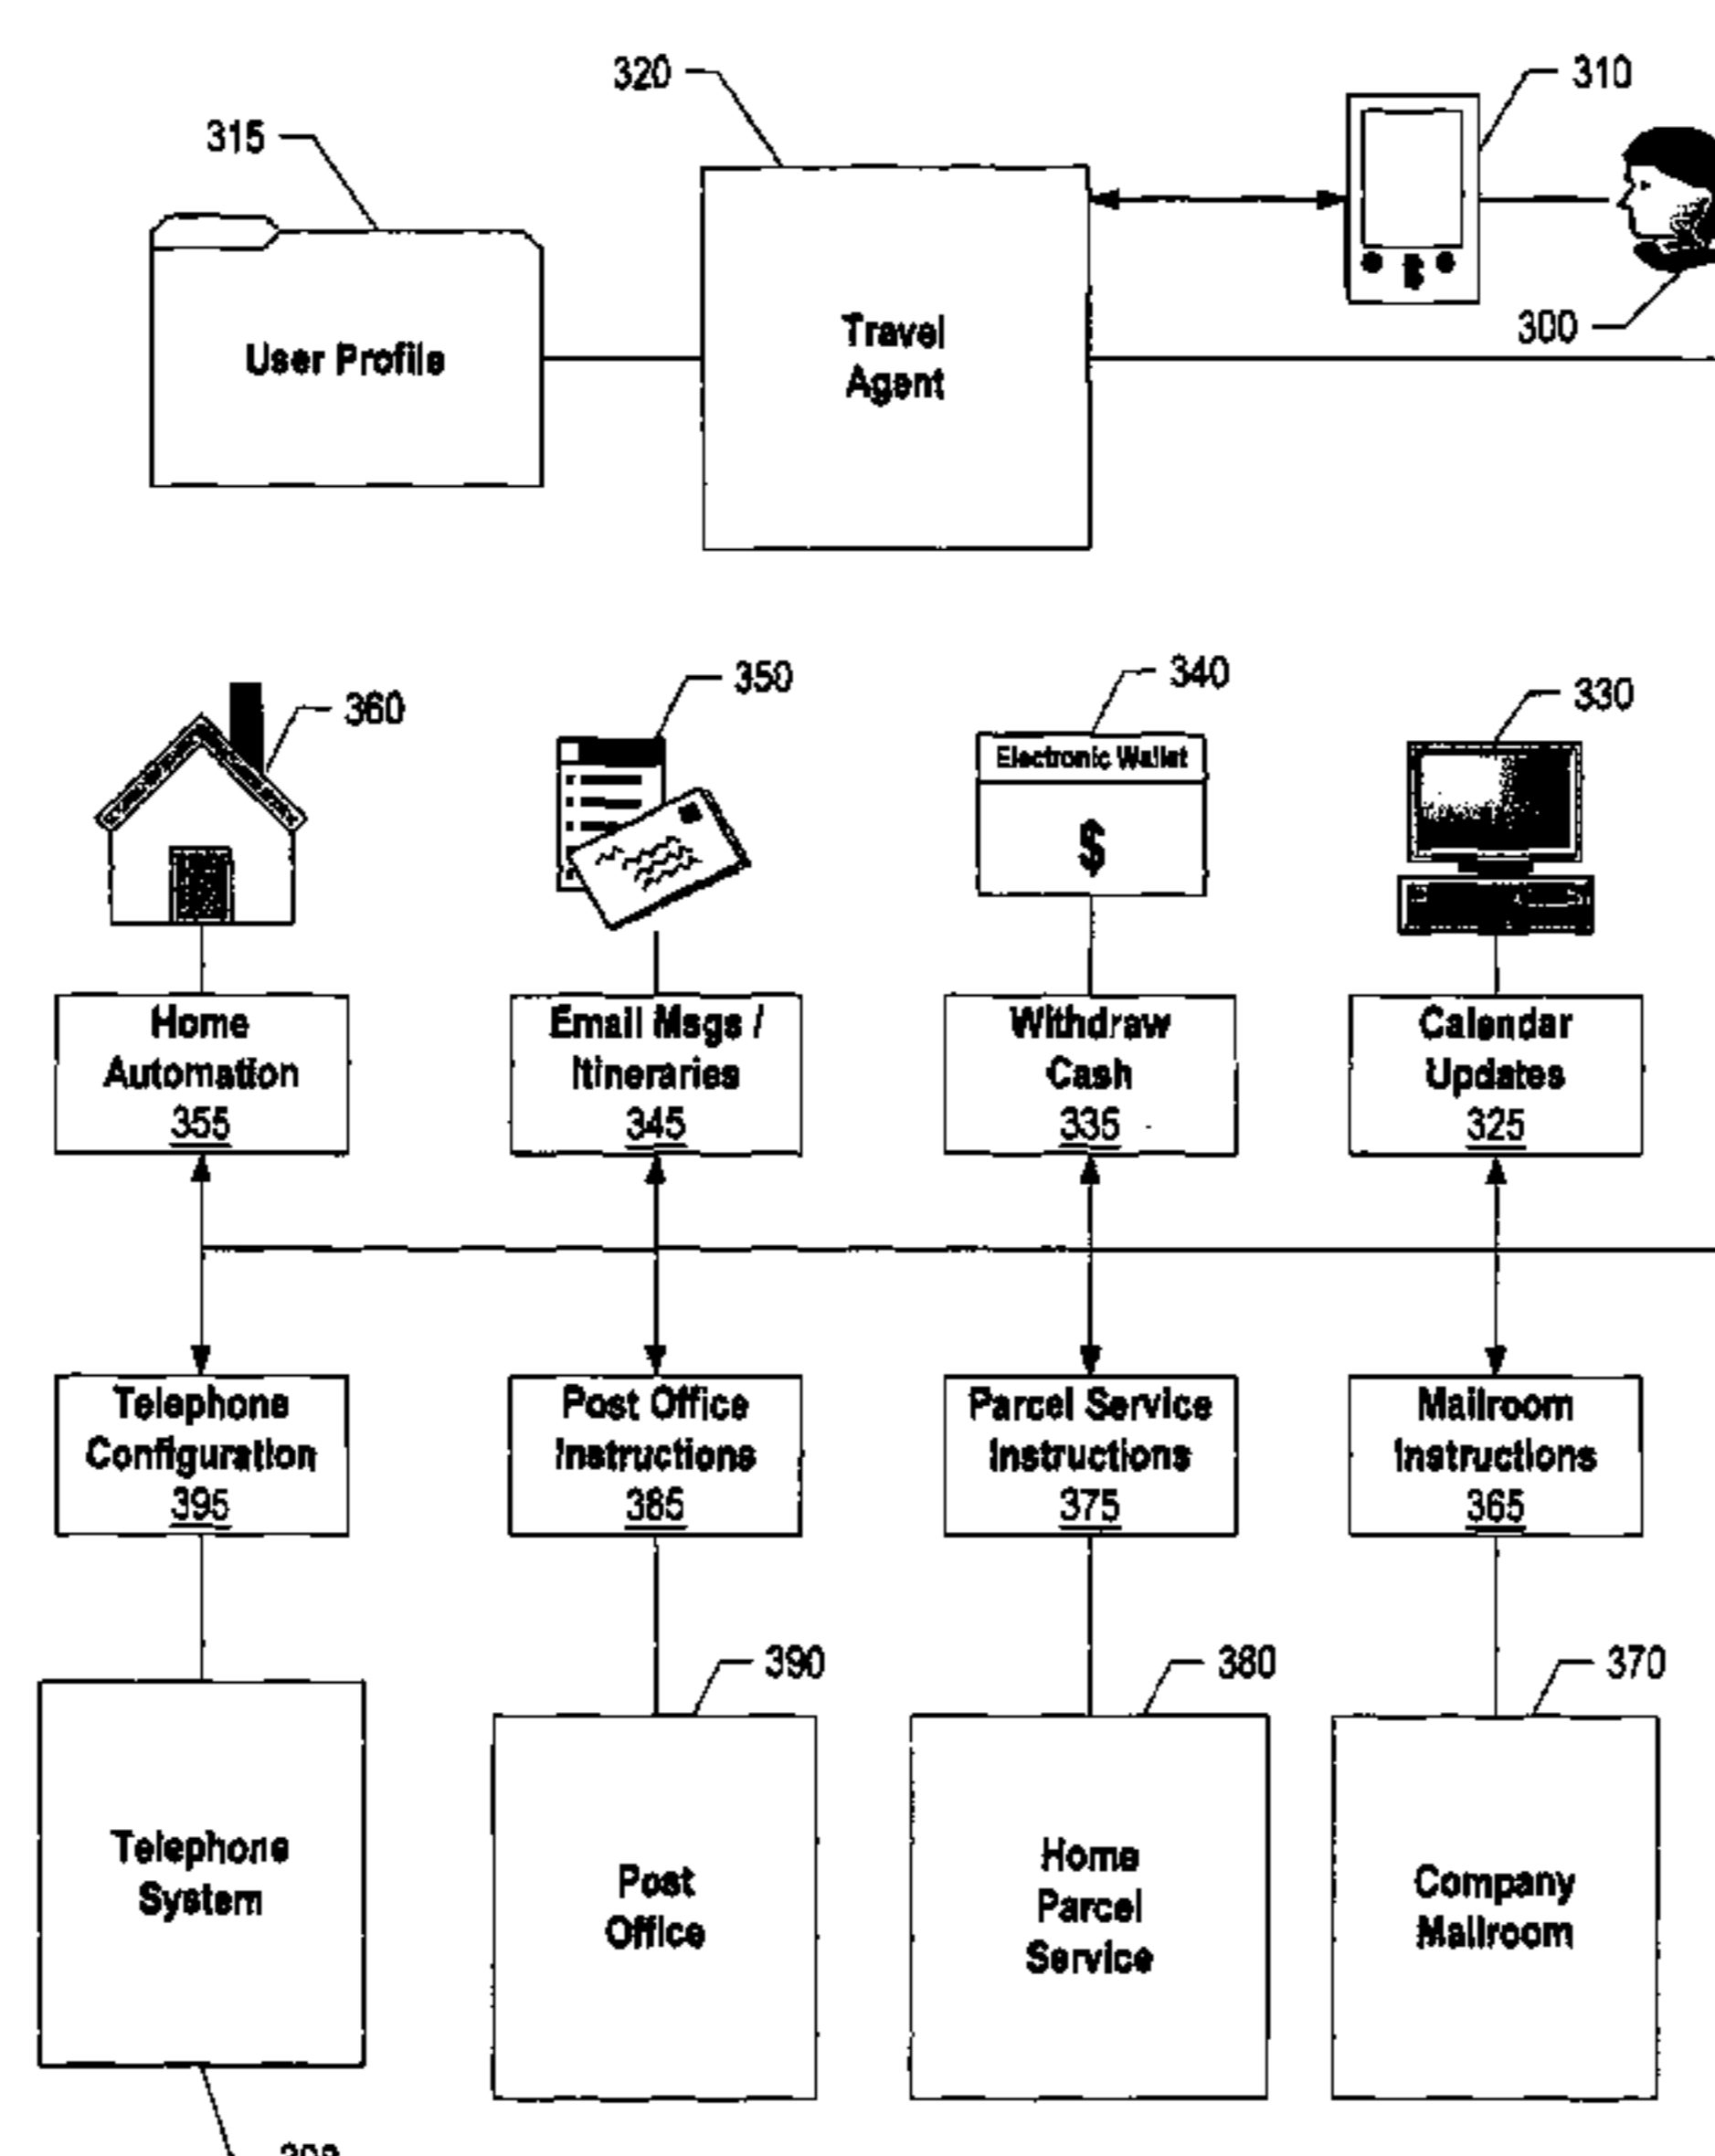 320
310
315
User Profile
Travel
Agent
300
360
350
340
330
Electronic Wallet
$
Home
Automation
355
Email Msgs /
Itineraries
345
Withdraw
Cash
335
Calendar
Updates
325
Telephone
Configuration
395
Post Office
Instructions
385
Parcel Service
Instructions
375
Mailroom
Instructions
365
390
380
370
Telephone
System
Post
Office
Home
Parcel
Service
Company
Mailroom